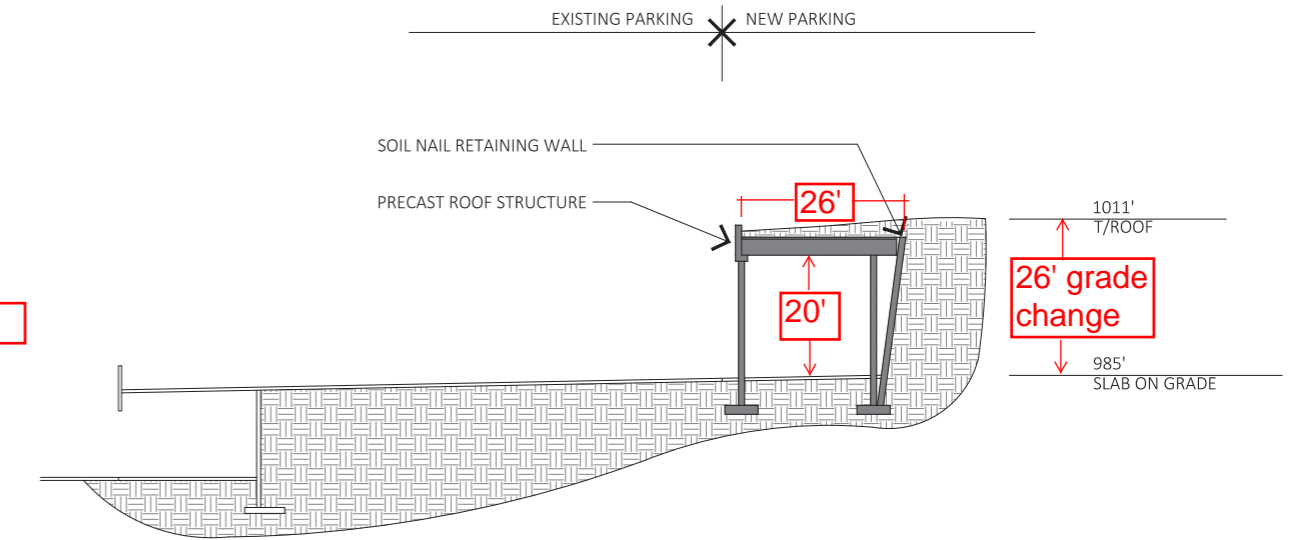 EXISTING PARKING
NEW PARKING
SOIL NAIL RETAINING WALL
PRECAST ROOF STRUCTURE
26'
1011'
T/ROOF
26' grade
change
20'
985'
SLAB ON GRADE